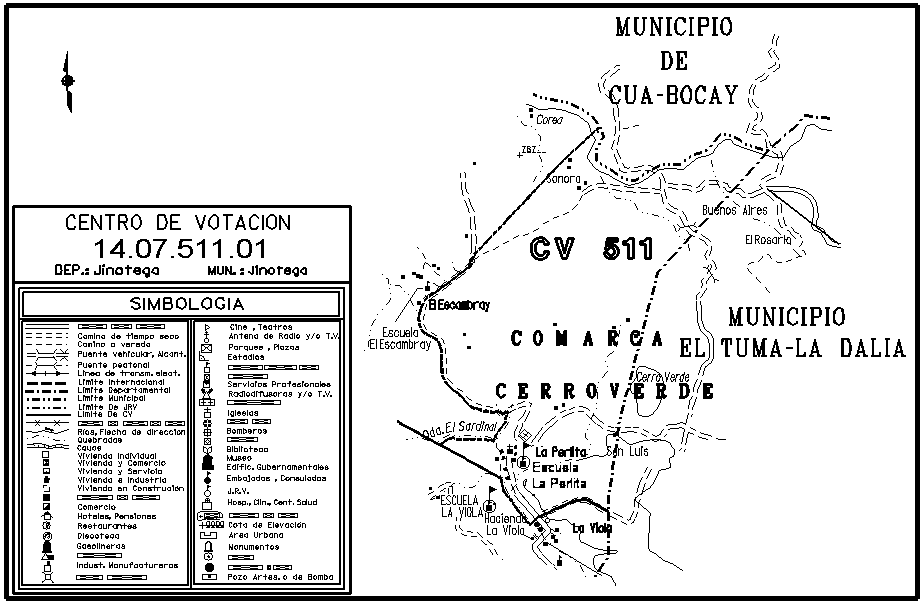 MUNICIPIO
DE
CUA-BOCAY
Corea
Sonora
Buenos Aires
El Rosario
CENTRO DE VOTACION
14.07.511.01
DEP.: Jinotega MUN.: Jinotega
CV 511
El Escambray
Escuela
El Escambray
MUNICIPIO
EL TUMA-LA DALIA
COMARCA
CERROVERDE
Cerro Verde
Qda. El Sardinal
La Perlita
Escuela
La Perlita
San Luis
ESCUELA
LA VIOLA
Hacienda
La Viola
La Viola
SIMBOLOGIA
Camino de tiempo seco
Camino o vereda
Puente vehicular, Alcant.
Puente peatonal
Linea de transm. elect.
Limite Internacional
Limite Departamental
Limite Municipal
Limite De JRV
Limite De CV
Rios, Flecha de direccion
Quebradas
Cauce
Vivienda Individual
Vivienda y Comercio
Vivienda y Servicio
Vivienda e Industria
Vivienda en Construcción
Comercio
Hoteles, Pensiones
Restaurantes
Discoteca
Gasolineras
Indust. Manufactureras
Cine, Teatros
Antena de Radio y/o T.V.
Parques, Plazas
Estadios
Servicios Profesionales
Radiodifusoras y/o T.V.
Iglesias
Bomberos
Biblioteca
Museo
Edific. Gubernamentales
Embajadas, Consulados
J.R.V.
Hosp., Clin., Cent. Salud
Cota de Elevación
Area Urbana
Monumentos
Pozo Artes. o de Bomba